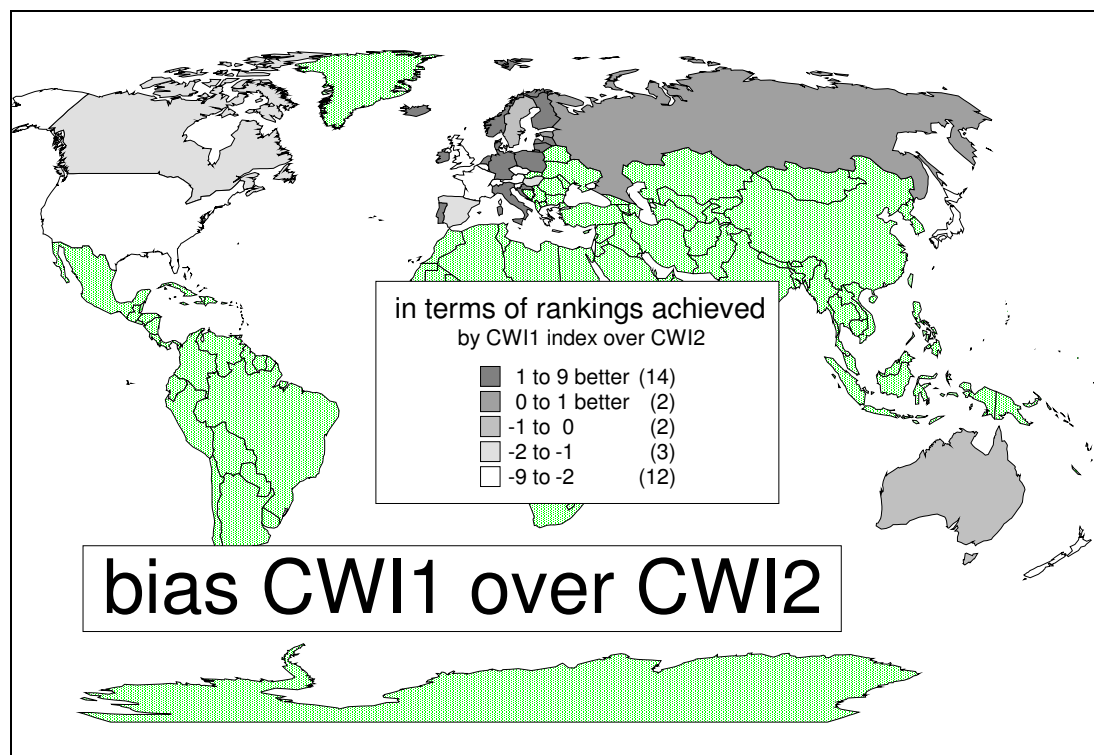 in terms of rankings achieved
by CWI1 index over CWI2
1 to 9 better (14)
0 to 1 better (2)
-1 to 0 (2)
-2 to -1 (3)
-9 to -2 (12)
bias CWI1 over CWI2